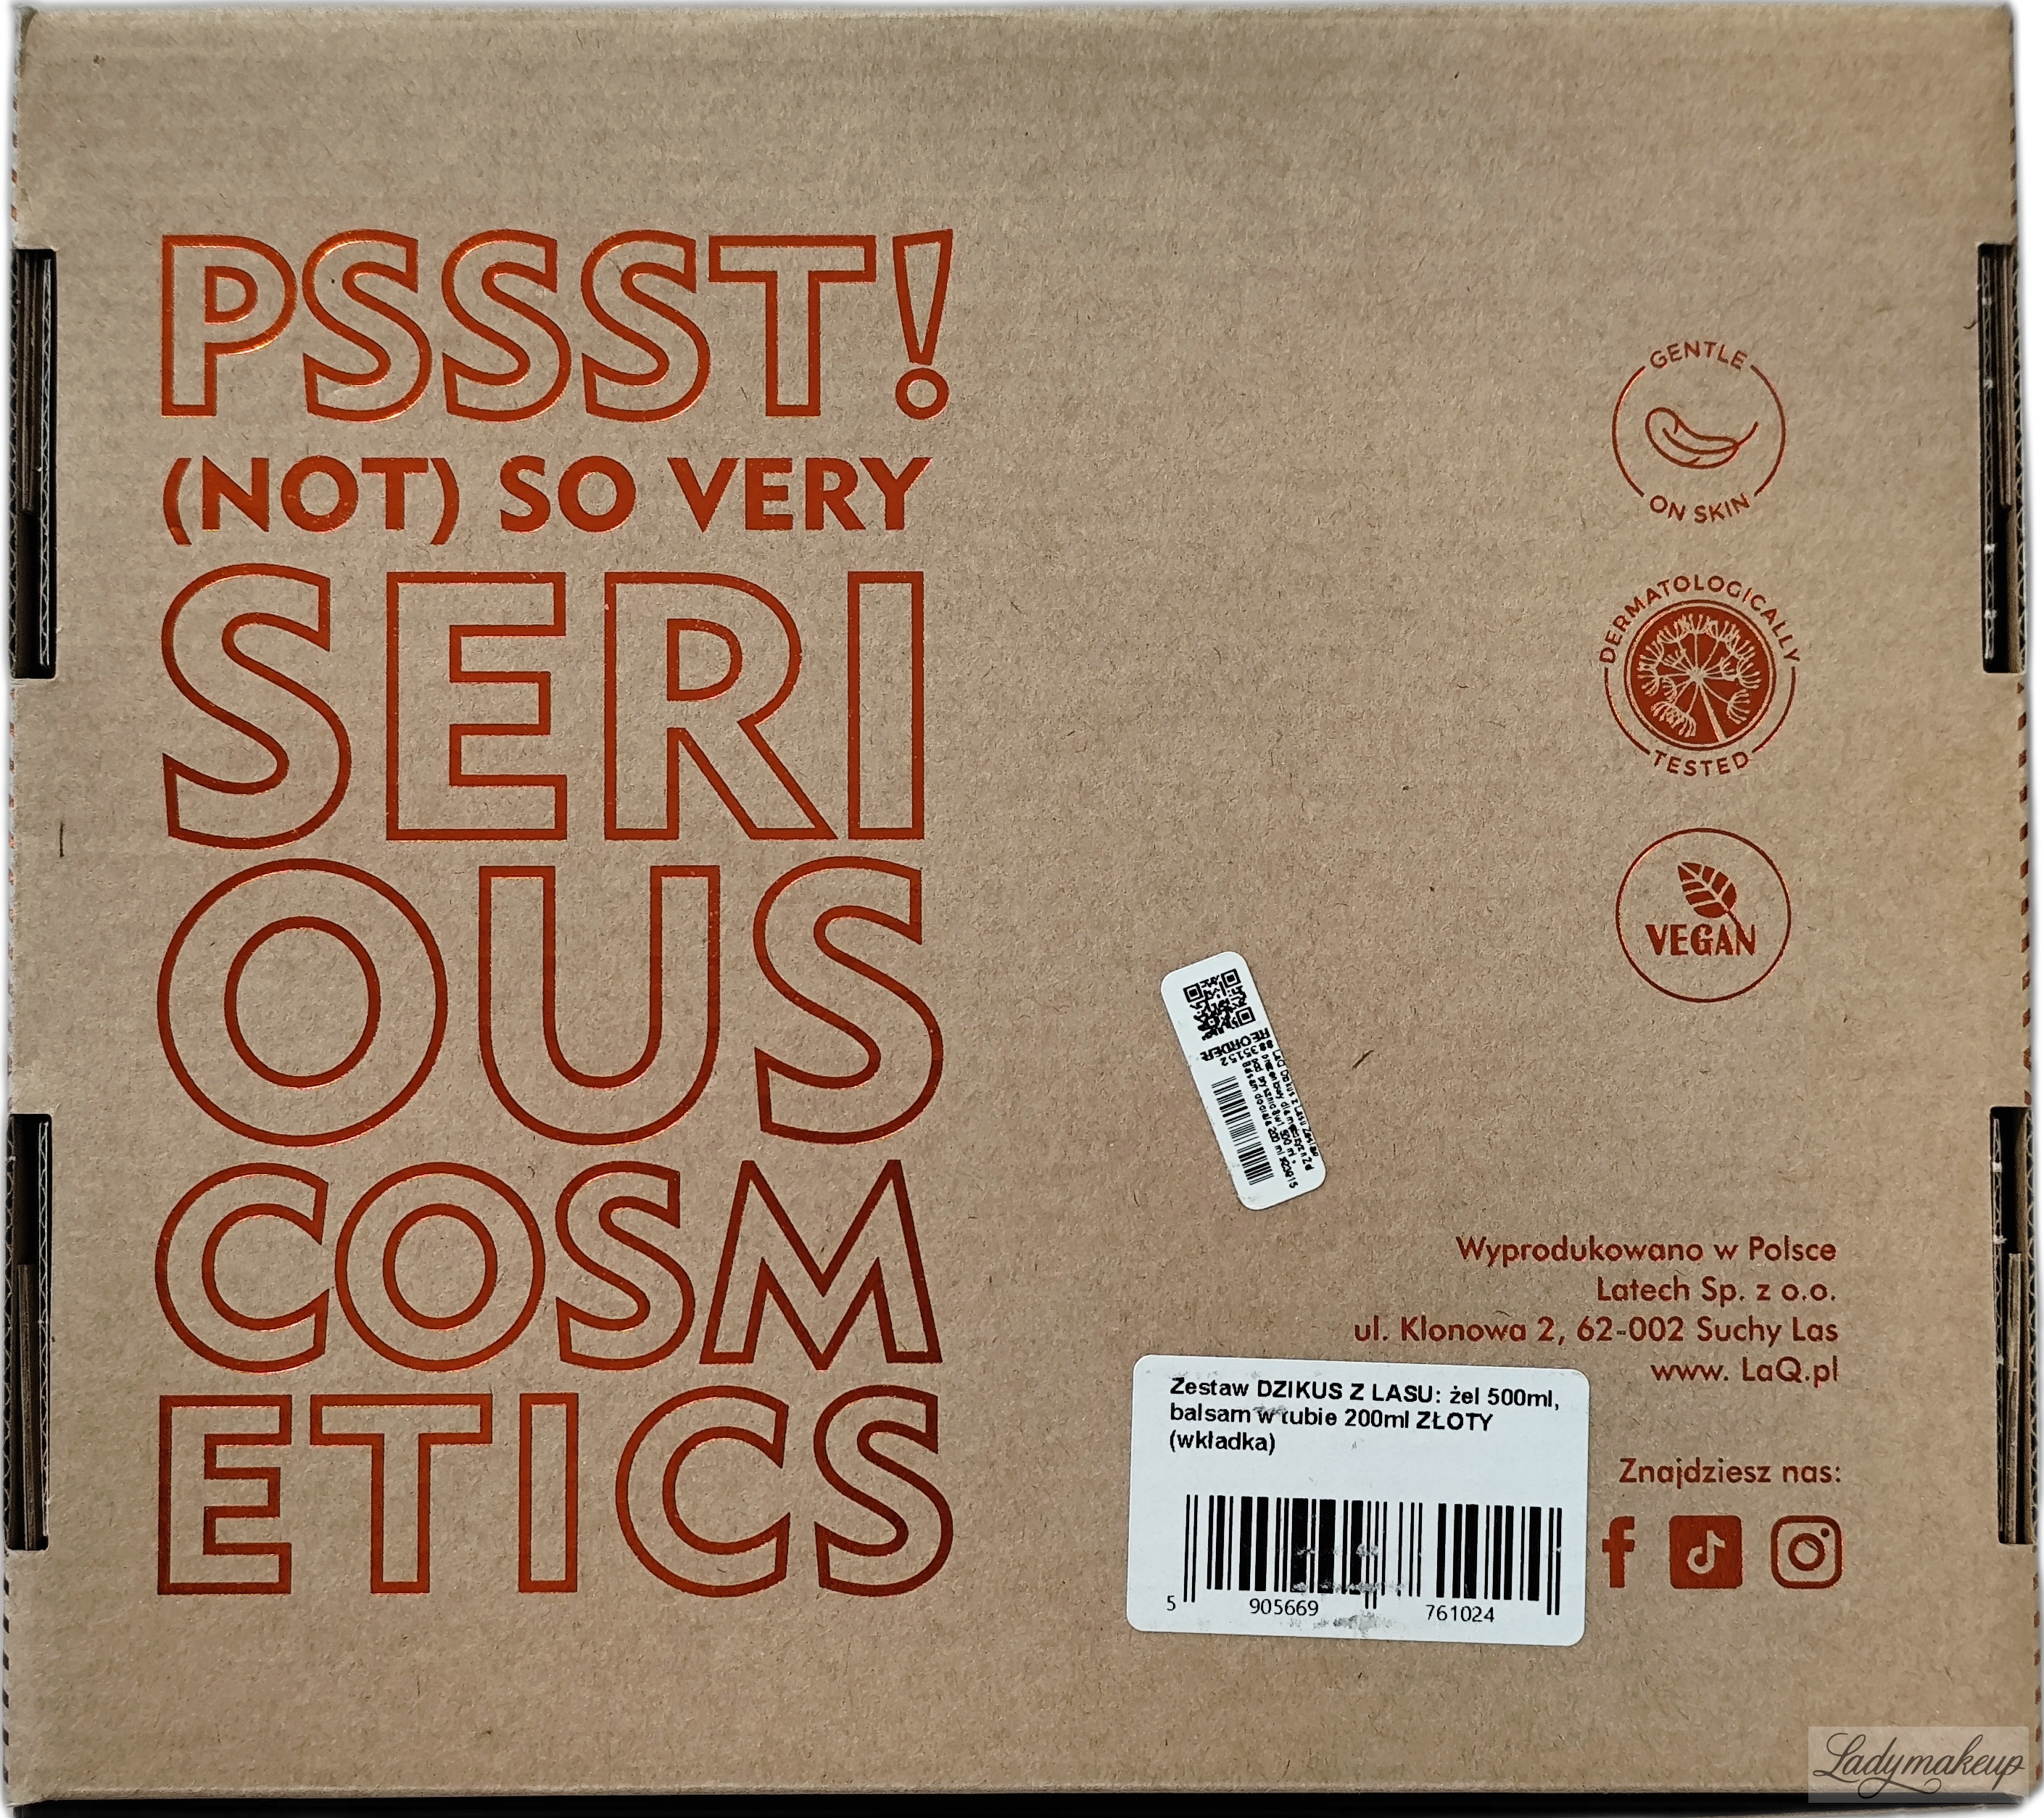 PSSST!
(NOT) SO VERY
SERI
OUS
COSM
ETICS
GENTLE
ON SKIN
DERMATOLOGICALLY
TESTED
VEGAN
REORDER
8835152
Wyprodukowano w Polsce
Latech Sp. z o.o.
ul. Klonowa 2, 62-002 Suchy Las
www. LaQ.pl
Zestaw DZIKUS Z LASU: żel 500ml,
balsam w tubie 200ml ZŁOTY
(wkładka)
5 905669 761024
Znajdziesz nas:
Ladymakeup